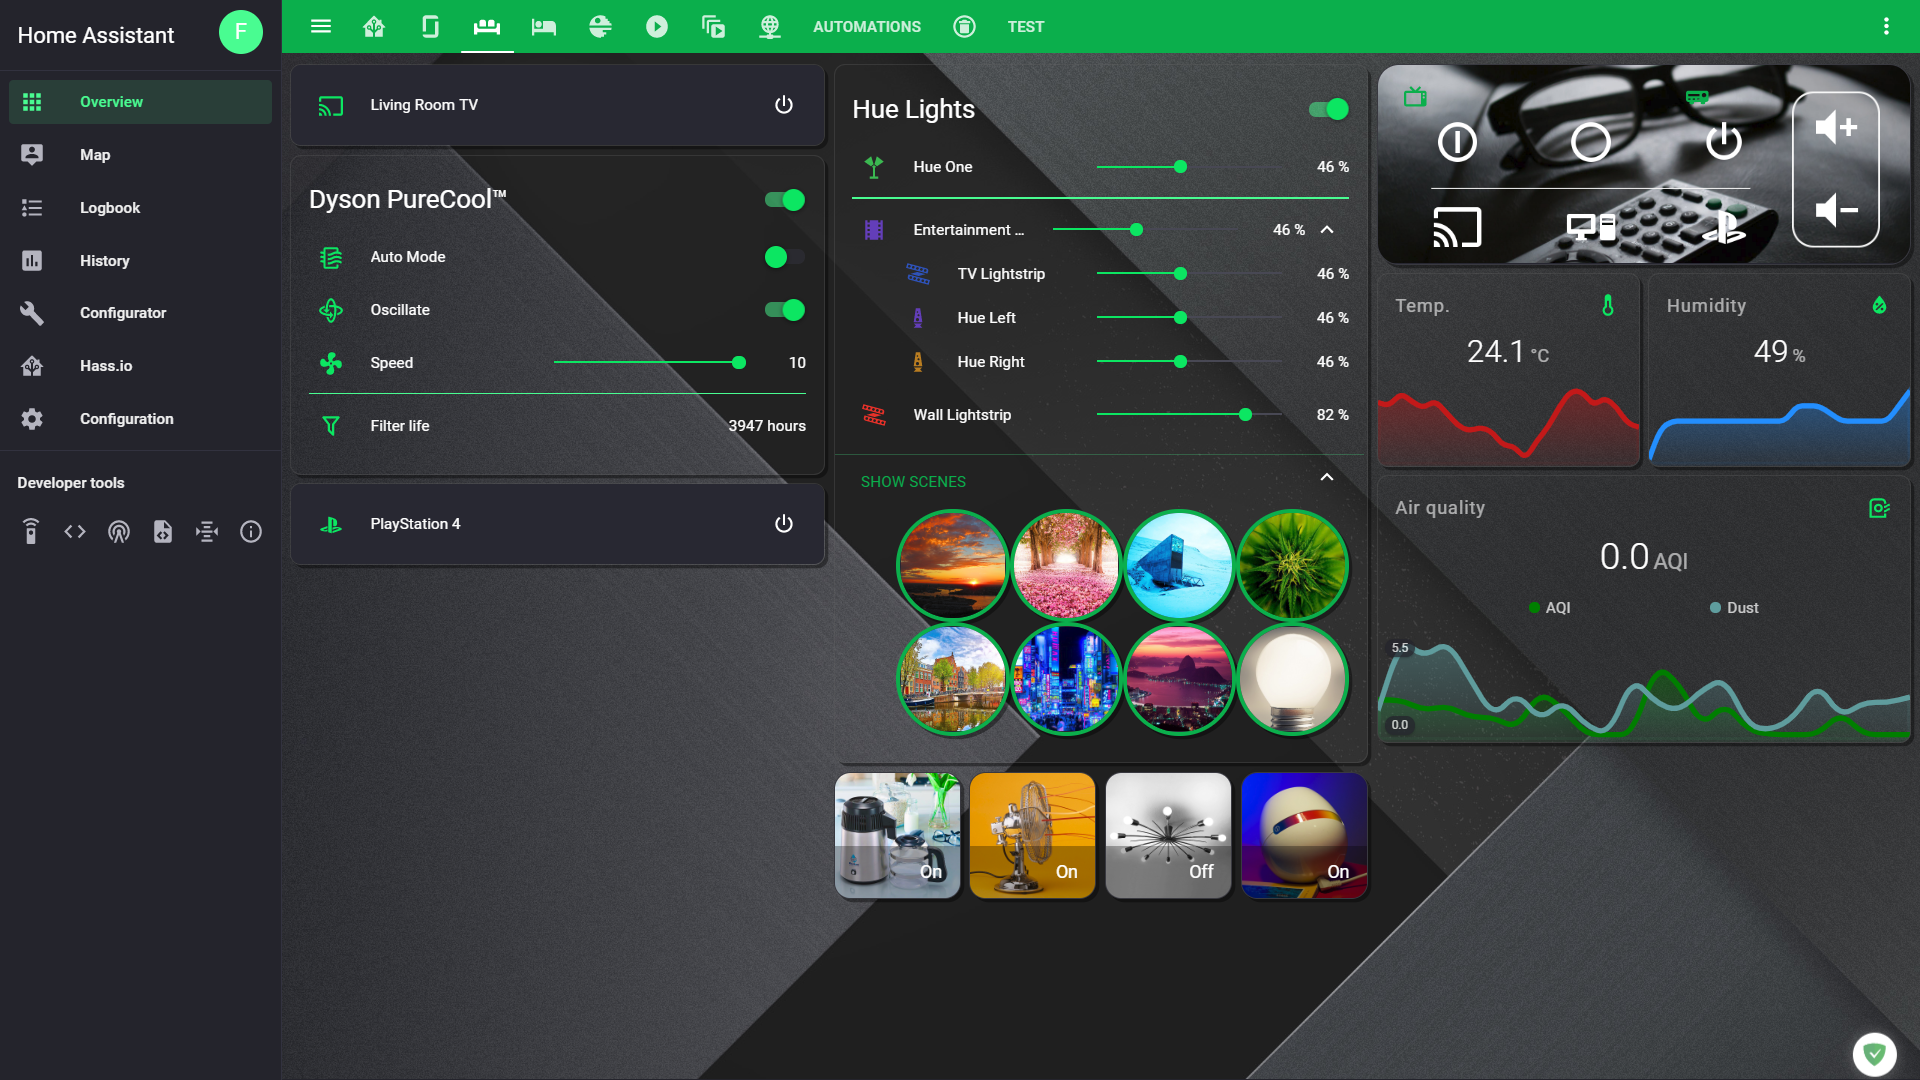 Home Assistant
F
Overview
Map
Logbook
History
Configurator
Hass.io
Configuration
Developer tools
AUTOMATIONS
TEST
Living Room TV
Dyson PureCool™
Auto Mode
Oscillate
Speed
10
Filter life
3947 hours
PlayStation 4
Hue Lights
Hue One
46 %
Entertainment ...
46 %
TV Lightstrip
46 %
Hue Left
46 %
Hue Right
46 %
Wall Lightstrip
82 %
SHOW SCENES
On
On
Off
On
Temp.
24.1 °C
Humidity
49 %
Air quality
0.0 AQI
AQI
Dust
5.5
0.0